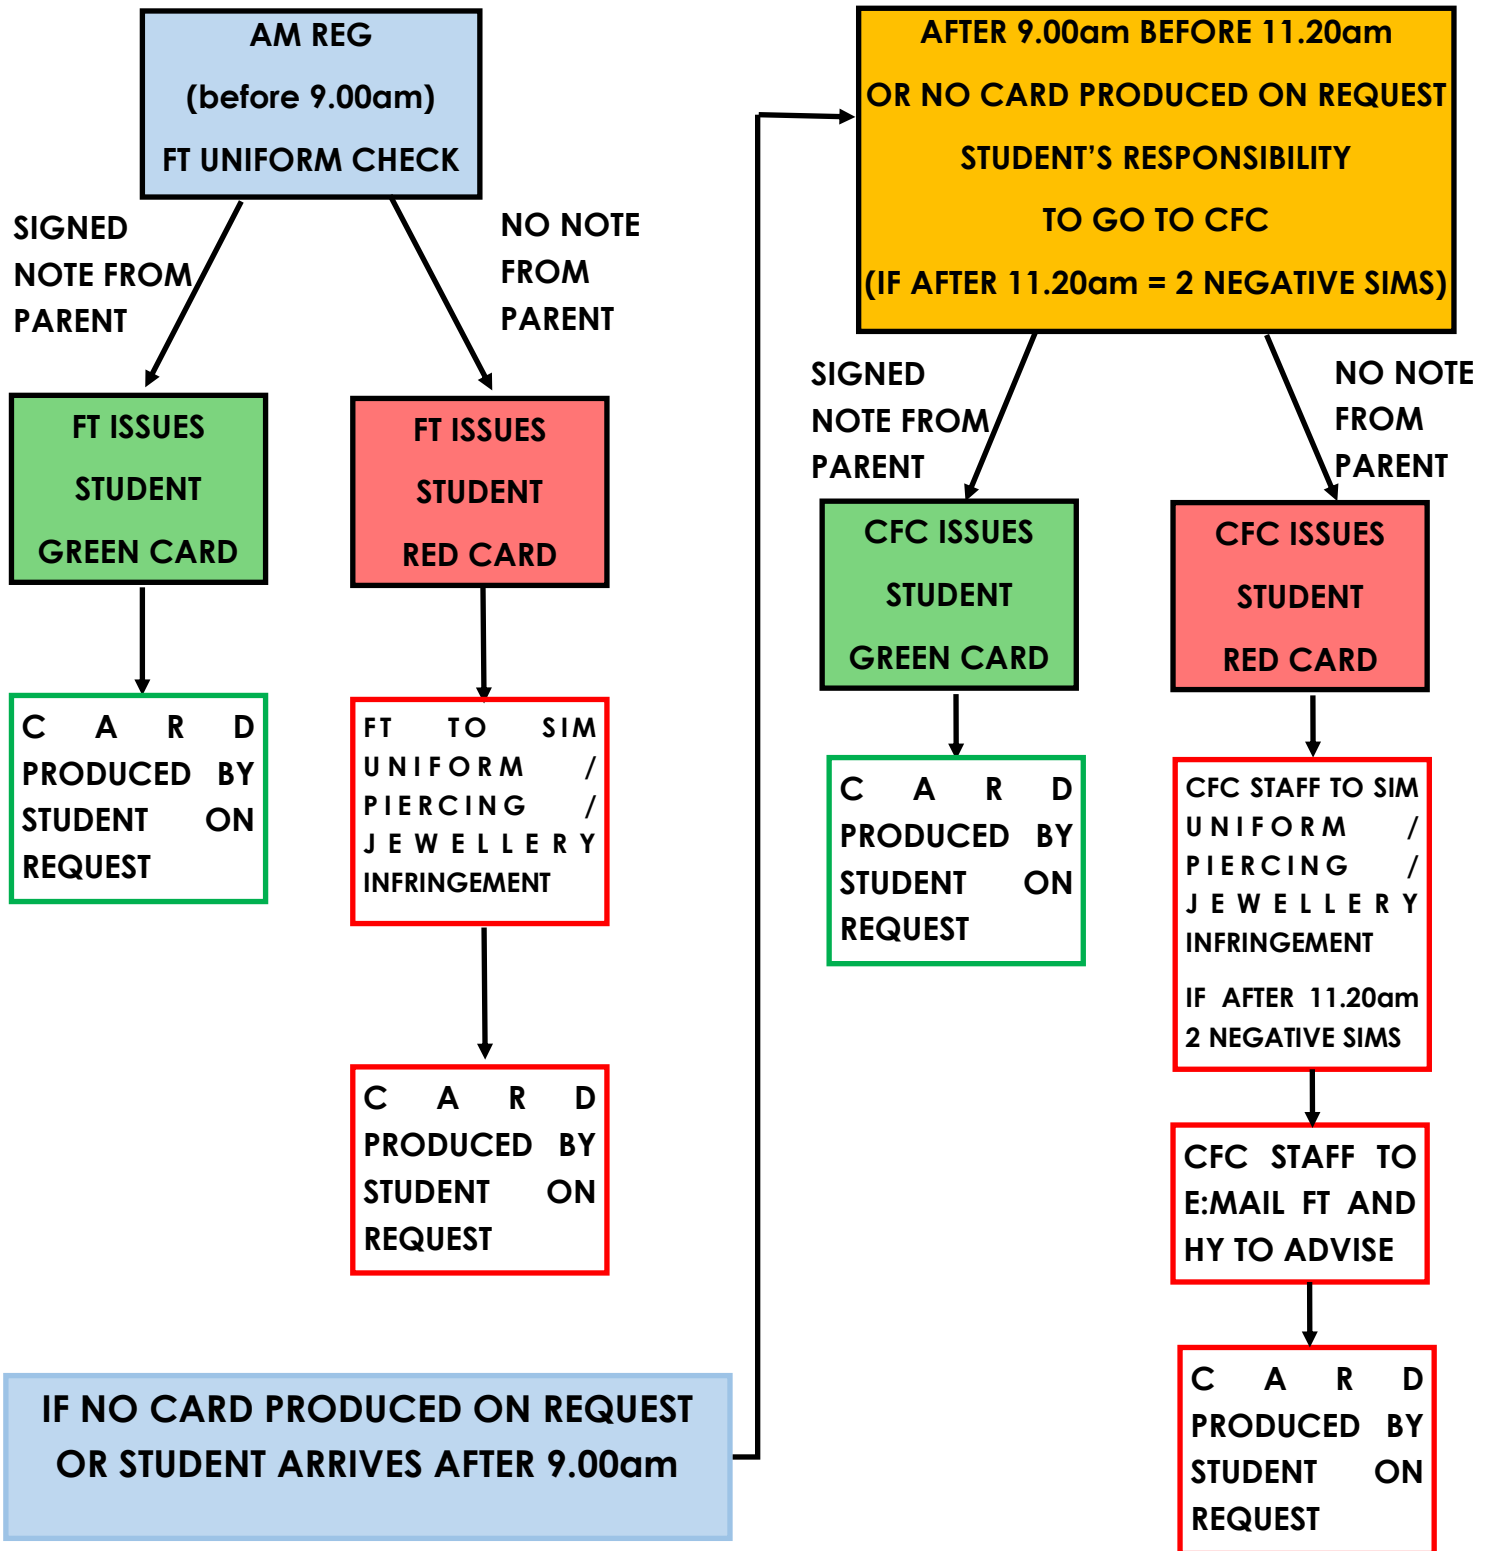 AM REG
(before 9.00am)
FT UNIFORM CHECK
SIGNED
NOTE FROM
PARENT
NO NOTE
FROM
PARENT
FT ISSUES
STUDENT
GREEN CARD
FT ISSUES
STUDENT
RED CARD
CARD
PRODUCED BY
STUDENT ON
REQUEST
FT TO SIM
UNIFORM /
PIERCING /
JEWELLERY
INFRINGEMENT
CARD
PRODUCED BY
STUDENT ON
REQUEST
IF NO CARD PRODUCED ON REQUEST
OR STUDENT ARRIVES AFTER 9.00am
AFTER 9.00am BEFORE 11.20am
OR NO CARD PRODUCED ON REQUEST
STUDENT’S RESPONSIBILITY
TO GO TO CFC
(IF AFTER 11.20am = 2 NEGATIVE SIMS)
SIGNED
NOTE FROM
PARENT
NO NOTE
FROM
PARENT
CFC ISSUES
STUDENT
GREEN CARD
CFC ISSUES
STUDENT
RED CARD
CARD
PRODUCED BY
STUDENT ON
REQUEST
CFC STAFF TO SIM
UNIFORM /
PIERCING /
JEWELLERY
INFRINGEMENT
IF AFTER 11.20am
2 NEGATIVE SIMS
CFC STAFF TO
E:MAIL FT AND
HY TO ADVISE
CARD
PRODUCED BY
STUDENT ON
REQUEST